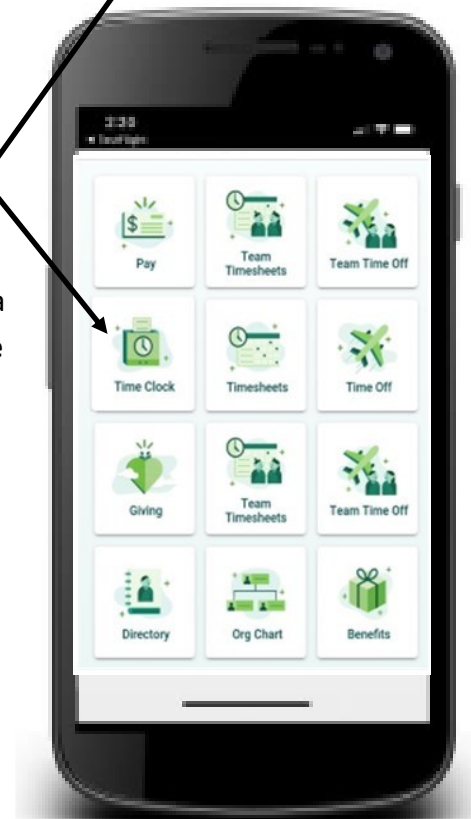 a
e
Pay
Team
Timesheets
Team Time Off
Time Clock
Timesheets
Time Off
Giving
Team
Timesheets
Team Time Off
Directory
Org Chart
Benefits